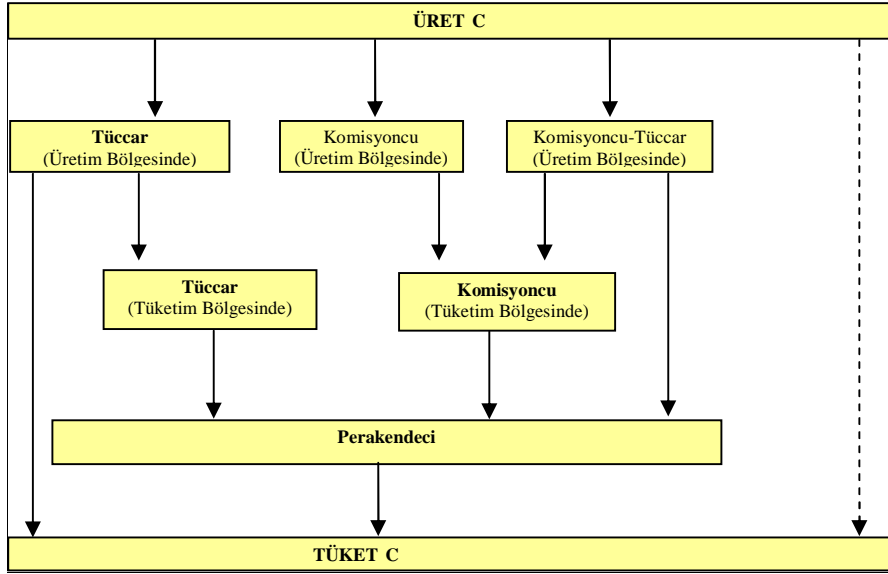 ÜRET C
Tüccar
(Üretim Bölgesinde)
Komisyoncu
(Üretim Bölgesinde)
Komisyoncu-Tüccar
(Üretim Bölgesinde)
Tüccar
(Tüketim Bölgesinde)
Komisyoncu
(Tüketim Bölgesinde)
Perakendeci
TÜKET C